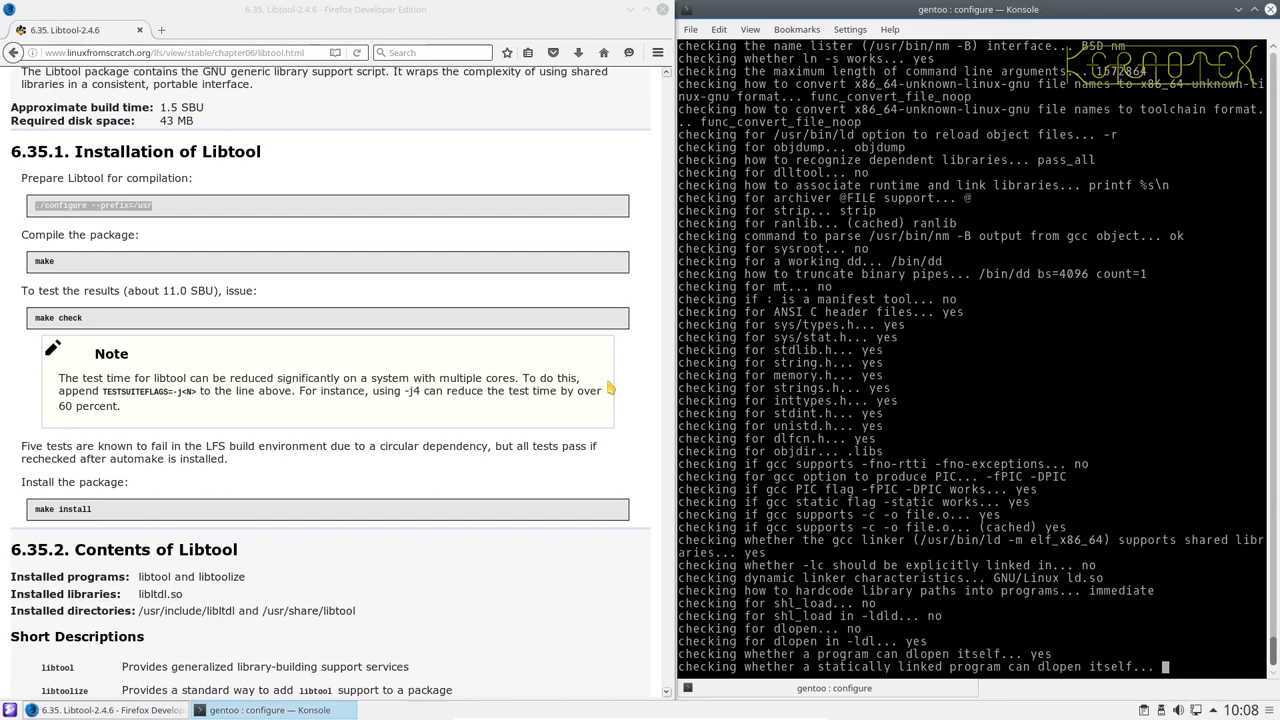 6.35. Libtool-2.4.6 - Firefox Developer Edition
6.35. Libtool-2.4.6
www.linuxfromscratch.org/lfs/view/stable/chapter06/libtool.html
Search
The Libtool package contains the GNU generic library support script. It wraps the complexity of using shared
libraries in a consistent, portable interface.
Approximate build time: 1.5 SBU
Required disk space: 43 MB
6.35.1. Installation of Libtool
Prepare Libtool for compilation:
./configure --prefix=/usr
Compile the package:
make
To test the results (about 11.0 SBU), issue:
make check
Note
The test time for libtool can be reduced significantly on a system with multiple cores. To do this,
append TESTSUITEFLAGS=-j<N> to the line above. For instance, using -j4 can reduce the test time by over
60 percent.
Five tests are known to fail in the LFS build environment due to a circular dependency, but all tests pass if
rechecked after automake is installed.
Install the package:
make install
6.35.2. Contents of Libtool
Installed programs: libtool and libtoolize
Installed libraries: libltdl.so
Installed directories: /usr/include/libltdl and /usr/share/libtool
Short Descriptions
libtool Provides generalized library-building support services
libtoolize Provides a standard way to add libtool support to a package
gentoo : configure — Konsole
File Edit View Bookmarks Settings Help
checking the name lister (/usr/bin/nm -B) interface... BSD nm
checking whether ln -s works... yes
checking the maximum length of command line arguments... 1572864
checking how to convert x86_64-unknown-linux-gnu file names to x86_64-unknown-li
nux-gnu format... func_convert_file_noop
checking how to convert x86_64-unknown-linux-gnu file names to toolchain format.
.. func_convert_file_noop
checking for /usr/bin/ld option to reload object files... -r
checking for objdump... objdump
checking how to recognize dependent libraries... pass_all
checking for dlltool... no
checking how to associate runtime and link libraries... printf %s\n
checking for archiver @FILE support... @
checking for strip... strip
checking for ranlib... (cached) ranlib
checking command to parse /usr/bin/nm -B output from gcc object... ok
checking for sysroot... no
checking for a working dd... /bin/dd
checking how to truncate binary pipes... /bin/dd bs=4096 count=1
checking for mt... no
checking if : is a manifest tool... no
checking for ANSI C header files... yes
checking for sys/types.h... yes
checking for sys/stat.h... yes
checking for stdlib.h... yes
checking for string.h... yes
checking for memory.h... yes
checking for strings.h... yes
checking for inttypes.h... yes
checking for stdint.h... yes
checking for unistd.h... yes
checking for dlfcn.h... yes
checking for objdir... .libs
checking if gcc supports -fno-rtti -fno-exceptions... no
checking for gcc option to produce PIC... -fPIC -DPIC
checking if gcc PIC flag -fPIC -DPIC works... yes
checking if gcc static flag -static works... yes
checking if gcc supports -c -o file.o... yes
checking if gcc supports -c -o file.o... (cached) yes
checking whether the gcc linker (/usr/bin/ld -m elf_x86_64) supports shared libr
aries... yes
checking whether -lc should be explicitly linked in... no
checking dynamic linker characteristics... GNU/Linux ld.so
checking how to hardcode library paths into programs... immediate
checking for shl_load... no
checking for shl_load in -ldld... no
checking for dlopen... no
checking for dlopen in -ldl... yes
checking whether a program can dlopen itself... yes
checking whether a statically linked program can dlopen itself...
gentoo : configure
6.35. Libtool-2.4.6 - Firefox Develop
gentoo : configure — Konsole
10:08